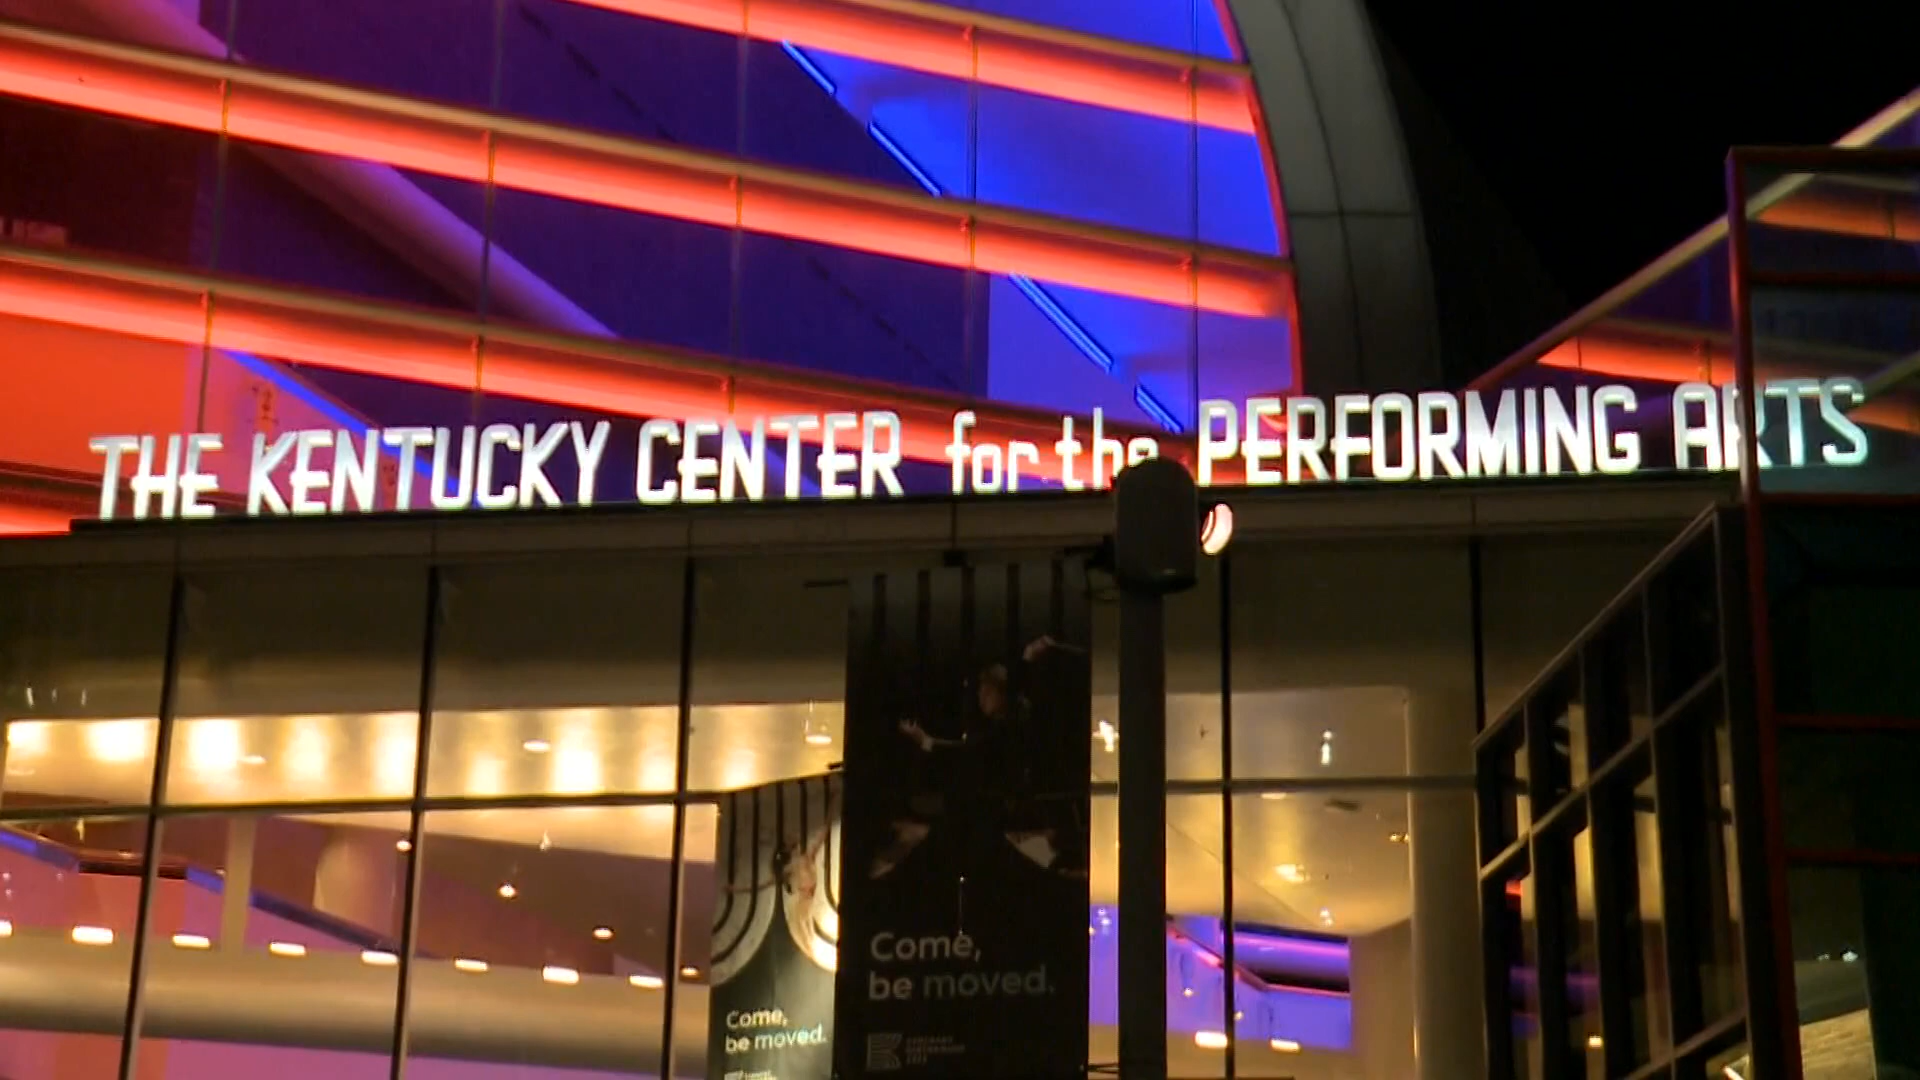 THE KENTUCKY CENTER for the PERFORMING ARTS
Come,
be moved.
Come,
be moved.